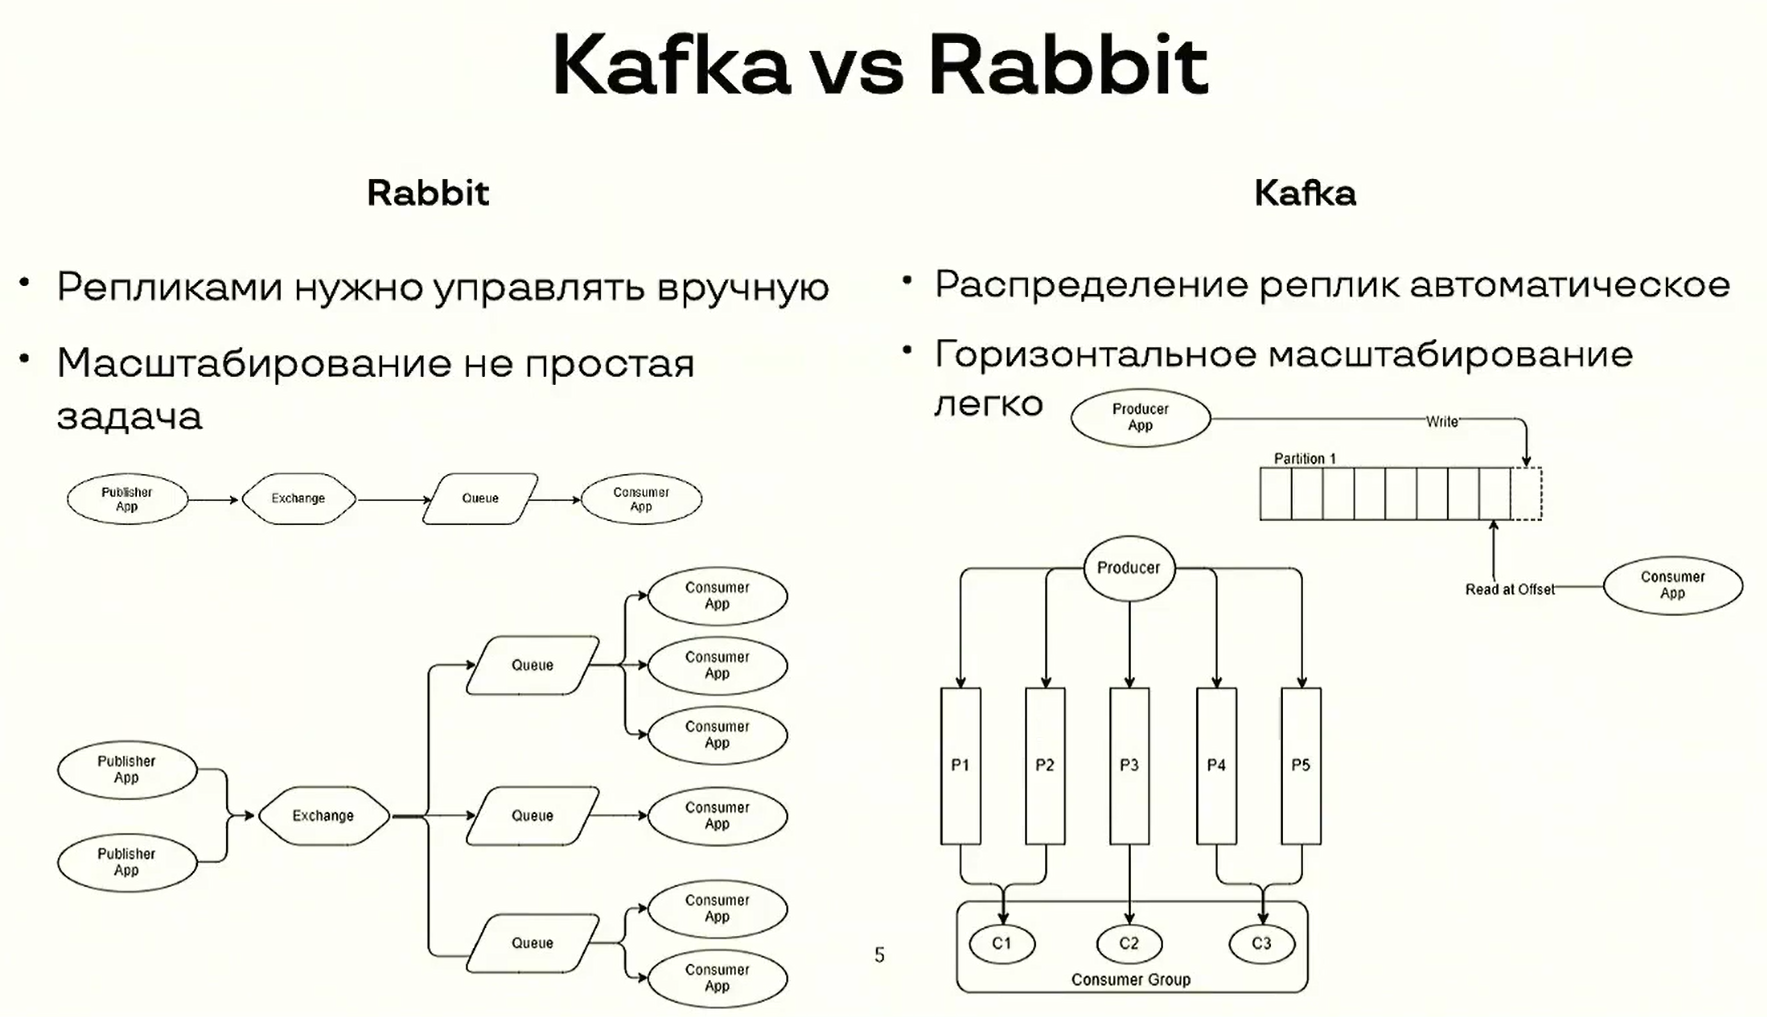 Kafka vs Rabbit
Rabbit
• Репликами нужно управлять вручную
• Масштабирование не простая
задача
Publisher
App
Exchange
Queue
Consumer
App
Publisher
App
Publisher
App
Exchange
Queue
Queue
Queue
Consumer
App
Consumer
App
Consumer
App
Consumer
App
Consumer
App
Consumer
App
Kafka
• Распределение реплик автоматическое
• Горизонтальное масштабирование
легко
Producer
App
Write
Partition 1
Read at Offset
Consumer
App
Producer
P1
P2
P3
P4
P5
C1
C2
C3
Consumer Group
5